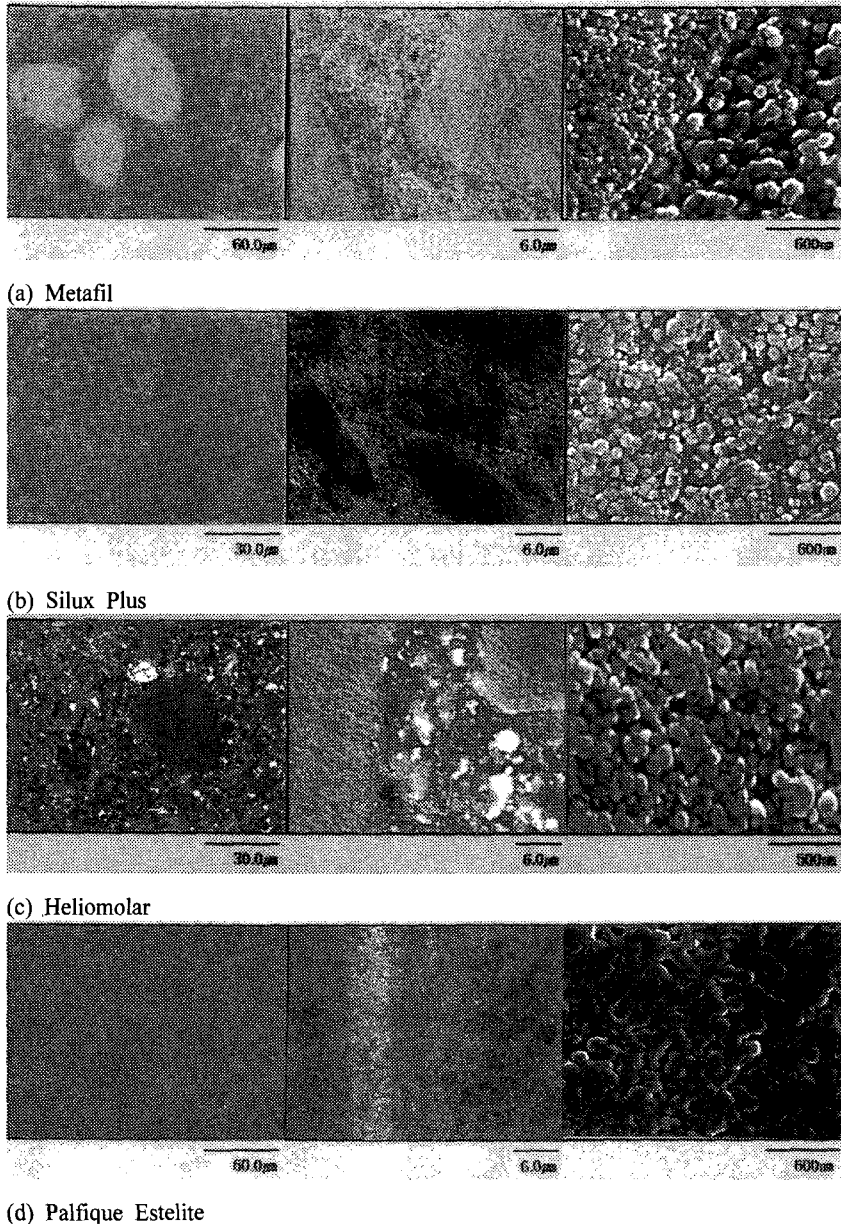 60.0㎛ 6.0㎛ 600㎚
(a) Metafil
30.0㎛ 6.0㎛ 600㎚
(b) Silux Plus
30.0㎛ 6.0㎛ 500㎚
(c) Heliomolar
60.0㎛ 6.0㎛ 600㎚
(d) Palfique Estelite